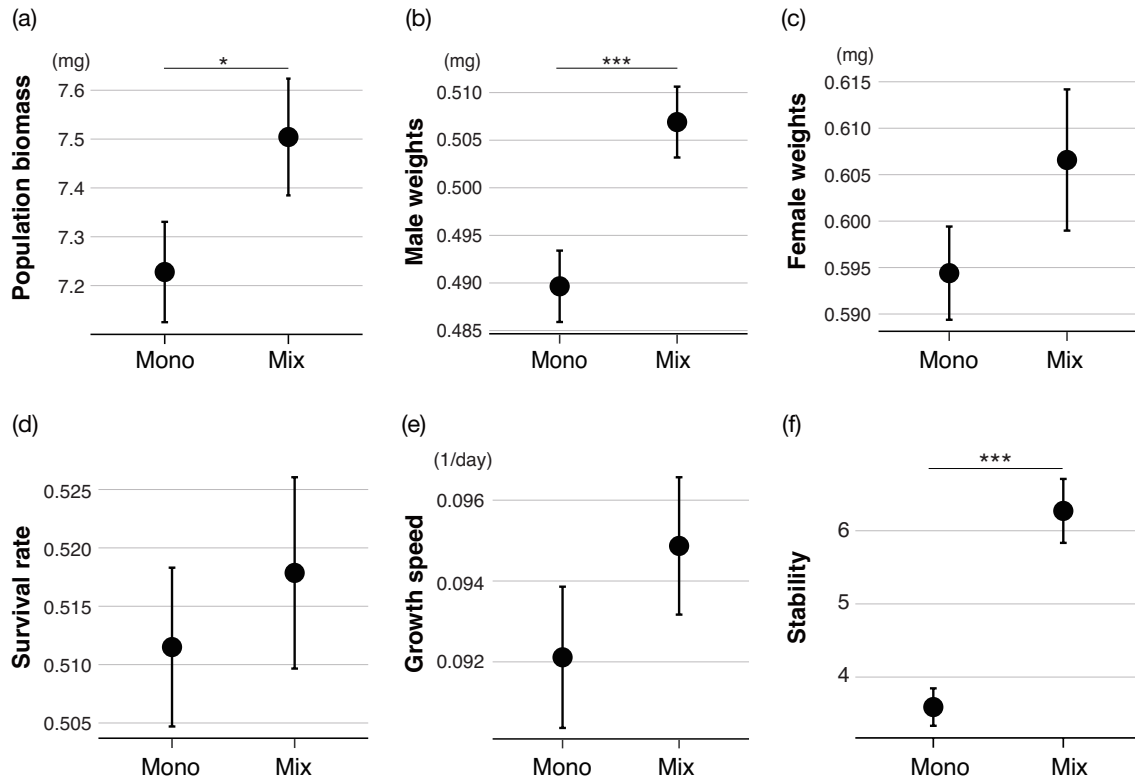 (a)
(mg)
*
Population biomass
7.6
7.5
7.4
7.3
7.2
Mono Mix
(b)
(mg)
***
Male weights
0.510
0.505
0.500
0.495
0.490
0.485
Mono Mix
(c)
(mg)
Female weights
0.615
0.610
0.605
0.600
0.595
0.590
Mono Mix
(d)
Survival rate
0.525
0.520
0.515
0.510
0.505
Mono Mix
(e)
(1/day)
Growth speed
0.096
0.094
0.092
Mono Mix
(f)
***
Stability
6
5
4
Mono Mix